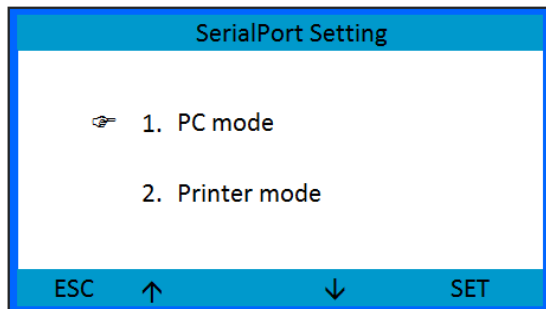 SerialPort Setting
☞ 1. PC mode
2. Printer mode
ESC ↑ ↓ SET